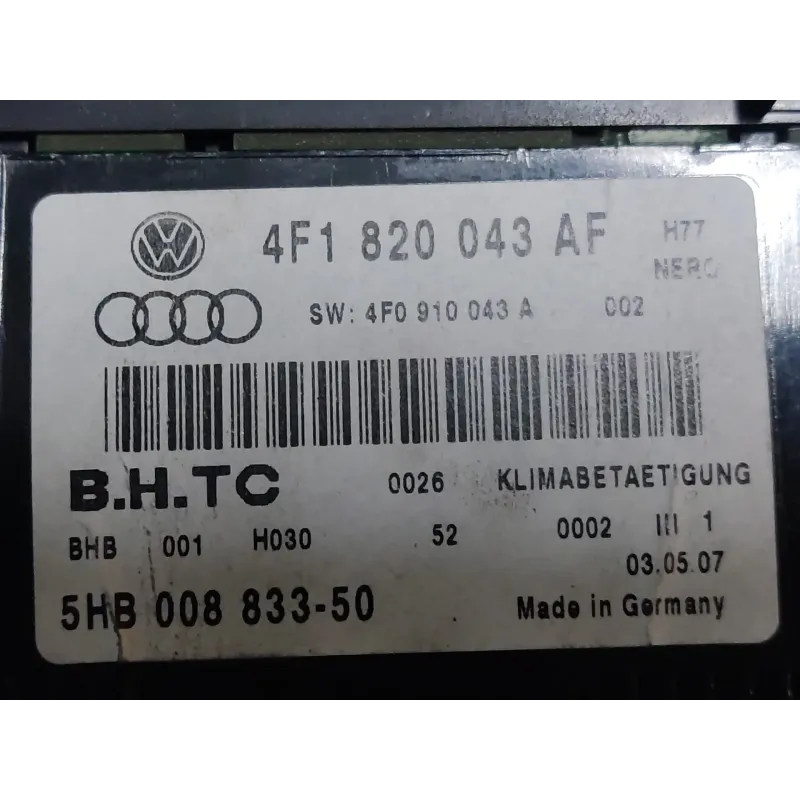 4F1 820 043 AF H77
NERO
SW: 4F0 910 043 A 002
B.H.TC 0026 KLIMABETAETIGUNG
BHB 001 H030 52 0002 III 1
03.05.07
5HB 008 833-50 Made in Germany